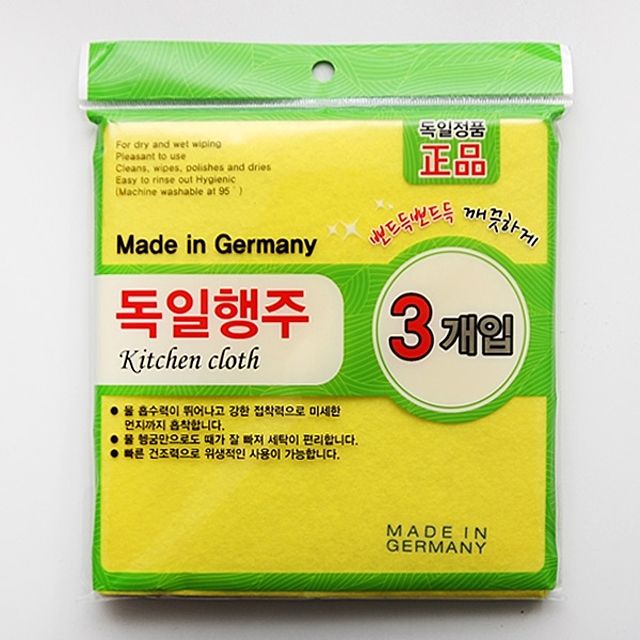 For dry and wet wiping
Pleasant to use
Cleans, wipes, polishes and dries
Easy to rinse out Hygienic
(Machine washable at 95˚)
독일정품
正品
뽀드득뽀드득 깨끗하게
Made in Germany
독일행주
Kitchen cloth
3개입
● 물 흡수력이 뛰어나고 강한 접착력으로 미세한
먼지까지 흡착합니다.
● 물 헹굼만으로도 때가 잘 빠져 세탁이 편리합니다.
● 빠른 건조력으로 위생적인 사용이 가능합니다.
MADE IN
GERMANY